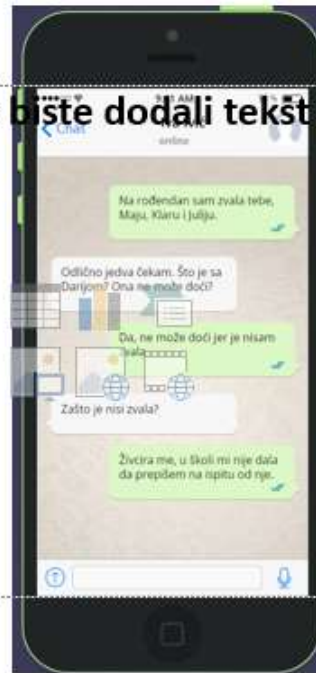 biste dodali tekst
Chat
online
Na rođendan sam zvala tebe,
Maju, Klaru i Juliju.
Odlično jedva čekam. Što je sa
Darijom? Ona ne može doći?
Da, ne može doći jer je nisam
zvala.
Zašto je nisi zvala?
Živcira me, u školi mi nije dala
da prepišem na ispitu od nje.